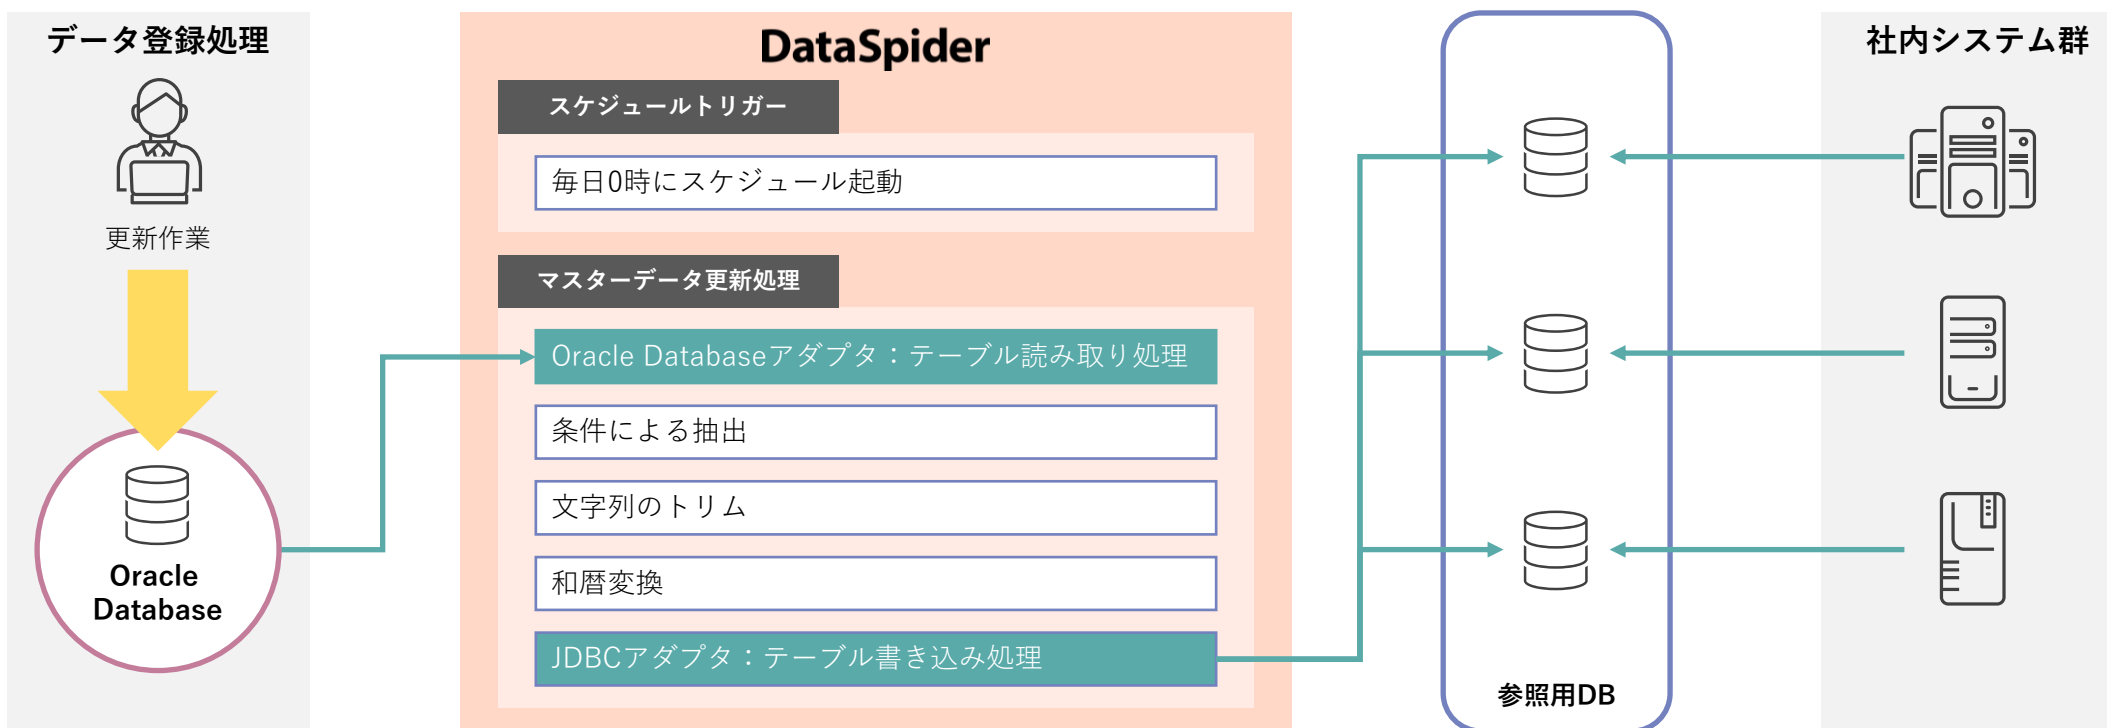 データ登録処理
更新作業
Oracle
Database
DataSpider
スケジュールトリガー
毎日0時にスケジュール起動
マスターデータ更新処理
Oracle Databaseアダプタ：テーブル読み取り処理
条件による抽出
文字列のトリム
和暦変換
JDBCアダプタ：テーブル書き込み処理
参照用DB
社内システム群